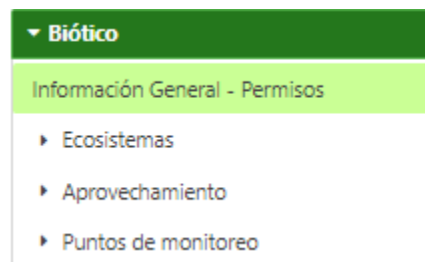 Biótico
Información General - Permisos
Ecosistemas
Aprovechamiento
Puntos de monitoreo